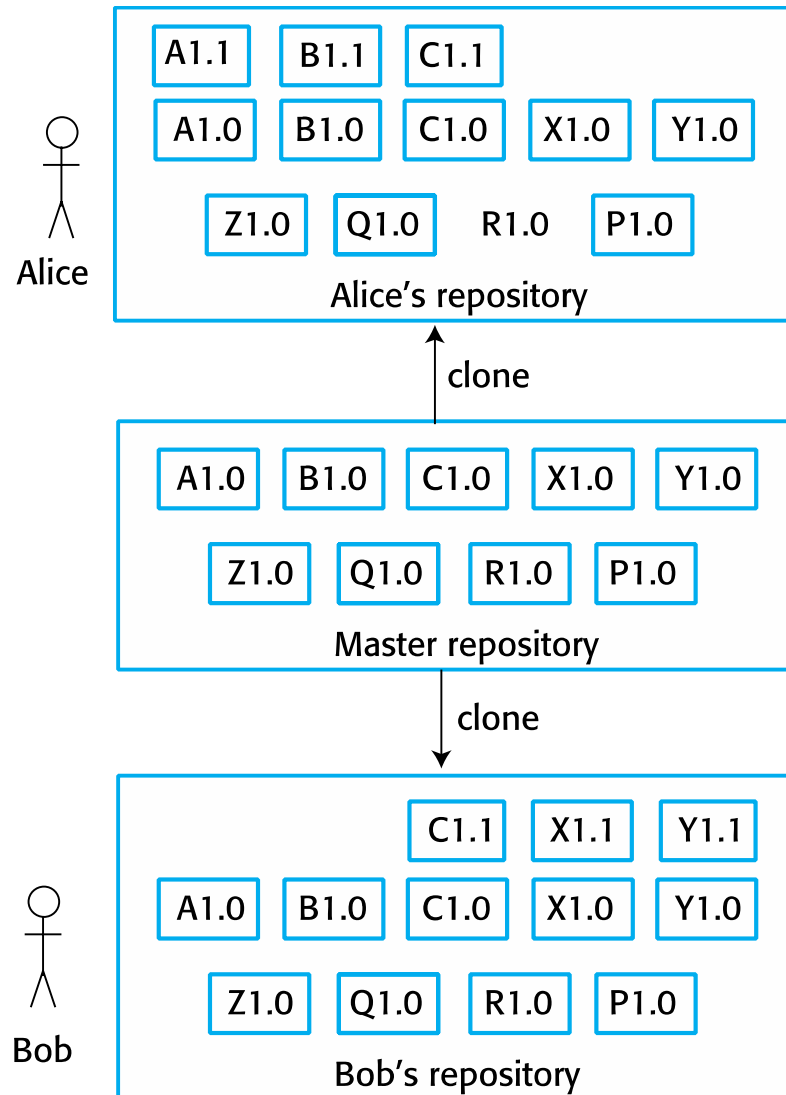 A1.1 B1.1 C1.1
A1.0 B1.0 C1.0 X1.0 Y1.0
Z1.0 Q1.0 R1.0 P1.0
Alice
Alice’s repository
clone
A1.0 B1.0 C1.0 X1.0 Y1.0
Z1.0 Q1.0 R1.0 P1.0
Master repository
clone
C1.1 X1.1 Y1.1
A1.0 B1.0 C1.0 X1.0 Y1.0
Z1.0 Q1.0 R1.0 P1.0
Bob
Bob’s repository